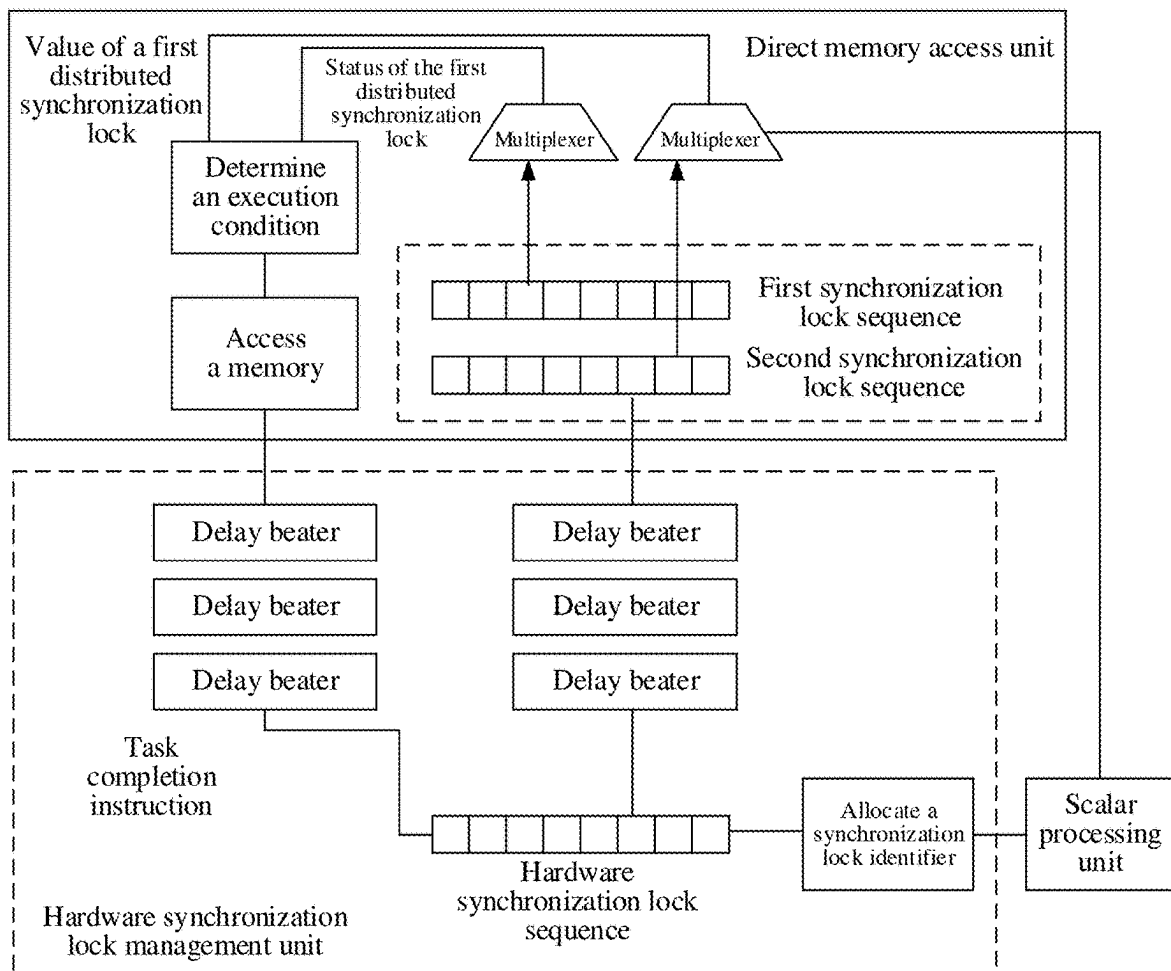 Value of a first
distributed
synchronization
lock
Status of the first
distributed
synchronization
lock
Direct memory access unit
Multiplexer
Multiplexer
Determine
an execution
condition
Access
a memory
First synchronization
lock sequence
Second synchronization
lock sequence
Delay beater
Delay beater
Delay beater
Delay beater
Delay beater
Delay beater
Task
completion
instruction
Allocate a
synchronization
lock identifier
Scalar
processing
unit
Hardware
synchronization lock
sequence
Hardware synchronization
lock management unit